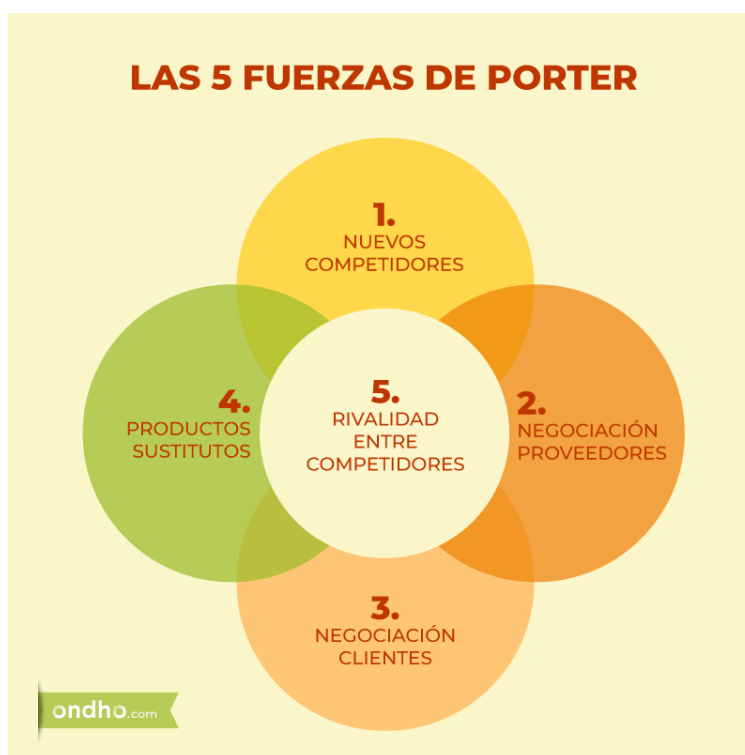 LAS 5 FUERZAS DE PORTER
1.
NUEVOS
COMPETIDORES
2.
NEGOCIACIÓN
PROVEEDORES
3.
NEGOCIACIÓN
CLIENTES
4.
PRODUCTOS
SUSTITUTOS
5.
RIVALIDAD
ENTRE
COMPETIDORES
ondho.com